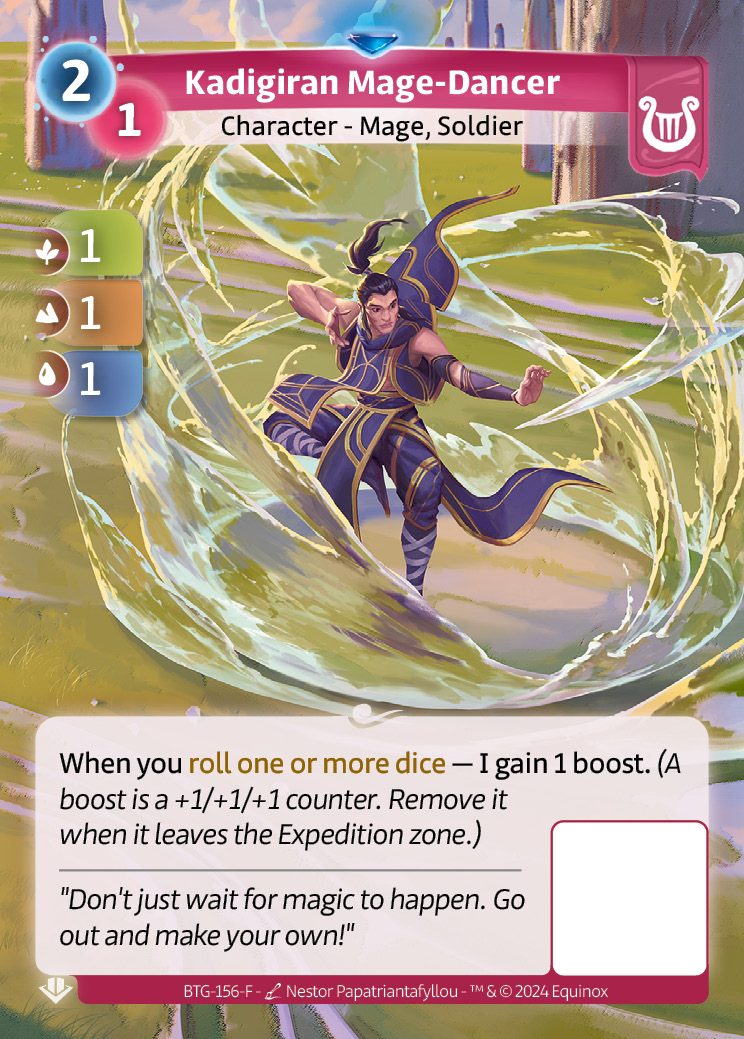 2
Kadigiran Mage-Dancer
1
Character - Mage, Soldier
1
1
1
When you roll one or more dice — I gain 1 boost. (A
boost is a +1/+1/+1 counter. Remove it
when it leaves the Expedition zone.)
"Don't just wait for magic to happen. Go
out and make your own!"
BTG-156-F - Nestor Papatriantafyllou - ™ & © 2024 Equinox